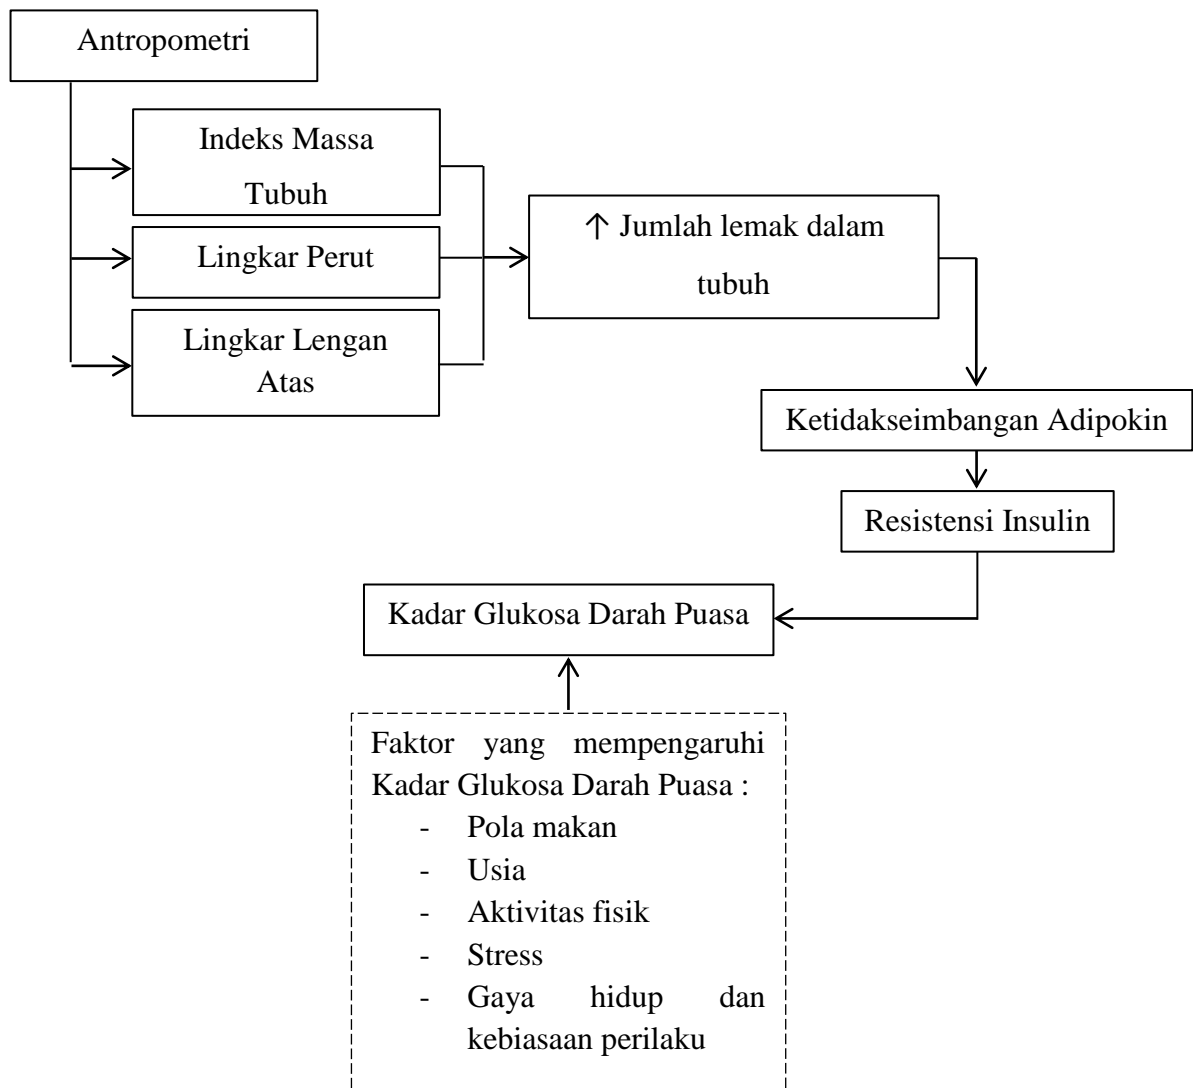 Antropometri
Indeks Massa
Tubuh
Lingkar Perut
Lingkar Lengan
Atas
↑ Jumlah lemak dalam
tubuh
Ketidakseimbangan Adipokin
Resistensi Insulin
Kadar Glukosa Darah Puasa
Faktor yang mempengaruhi
Kadar Glukosa Darah Puasa :
- Pola makan
- Usia
- Aktivitas fisik
- Stress
- Gaya hidup dan
kebiasaan perilaku